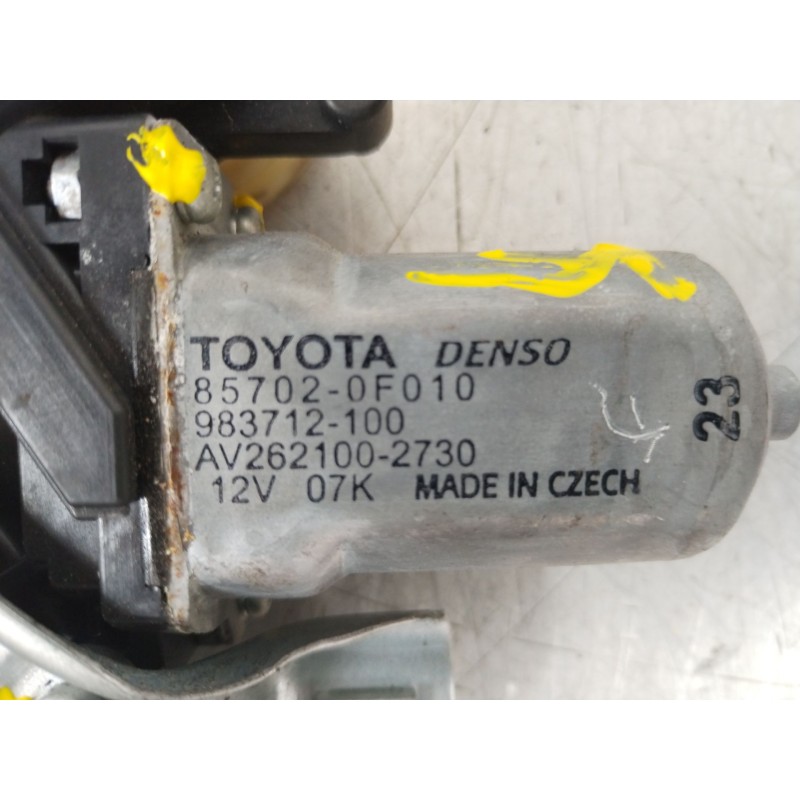 TOYOTA DENSO
85702-0F010
983712-100
AV262100-2730
12V 07K MADE IN CZECH
23